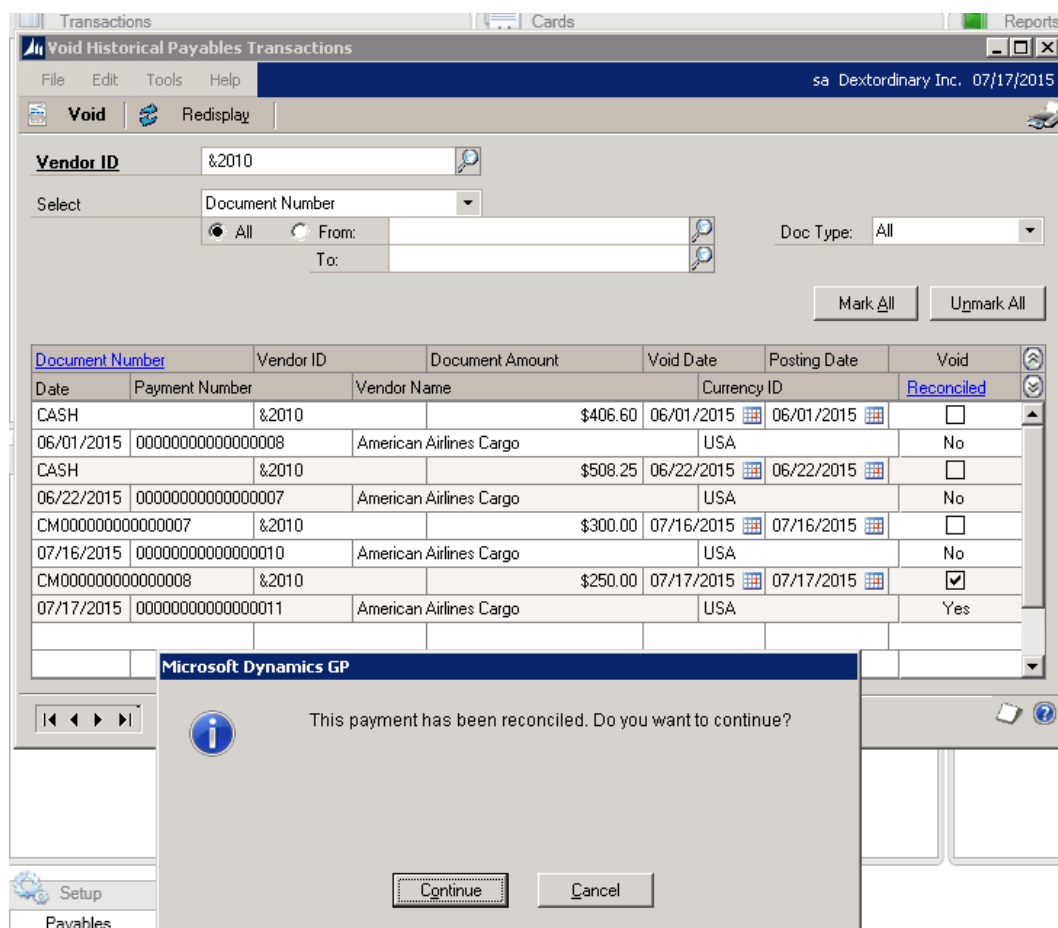 Transactions Cards Reports
Void Historical Payables Transactions
File Edit Tools Help sa Dextordinary Inc. 07/17/2015
Void Redisplay
Vendor ID &2010
Select Document Number
All From: Doc Type: All
To:
Mark All Unmark All
Document Number Vendor ID Document Amount Void Date Posting Date Void
Date Payment Number Vendor Name Currency ID Reconciled
CASH &2010 $406.60 06/01/2015 06/01/2015
06/01/2015 00000000000000008 American Airlines Cargo USA No
CASH &2010 $508.25 06/22/2015 06/22/2015
06/22/2015 00000000000000007 American Airlines Cargo USA No
CM000000000000007 &2010 $300.00 07/16/2015 07/16/2015
07/16/2015 00000000000000010 American Airlines Cargo USA No
CM000000000000008 &2010 $250.00 07/17/2015 07/17/2015
07/17/2015 00000000000000011 American Airlines Cargo USA Yes
Microsoft Dynamics GP
This payment has been reconciled. Do you want to continue?
Continue Cancel
Setup
Payables